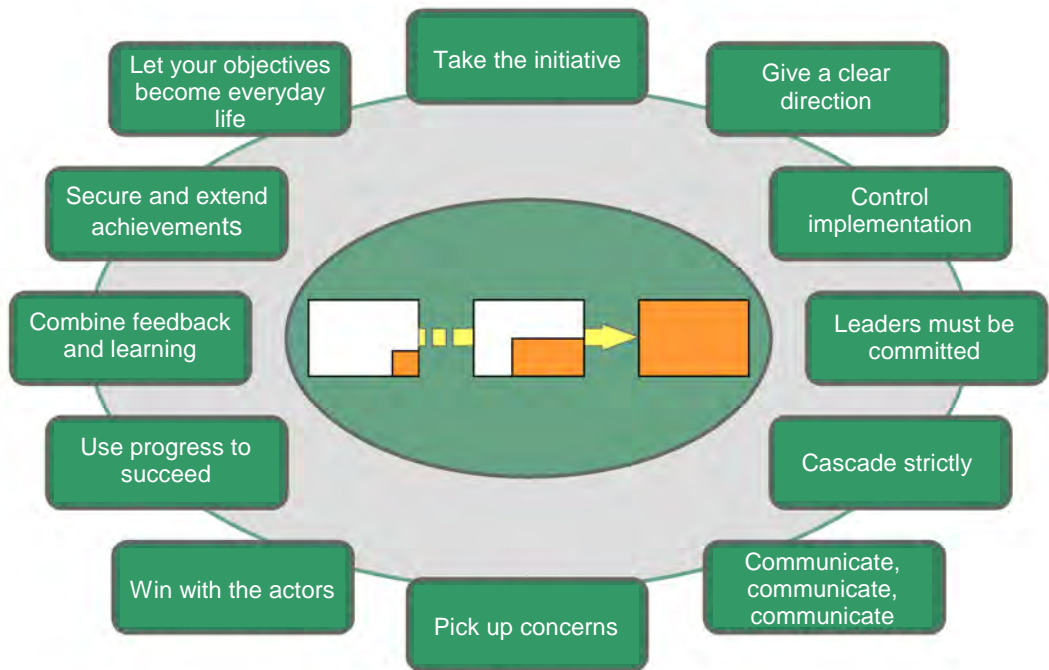 Take the initiative
Give a clear
direction
Control
implementation
Leaders must be
committed
Cascade strictly
Communicate,
communicate,
communicate
Pick up concerns
Win with the actors
Use progress to
succeed
Combine feedback
and learning
Secure and extend
achievements
Let your objectives
become everyday
life